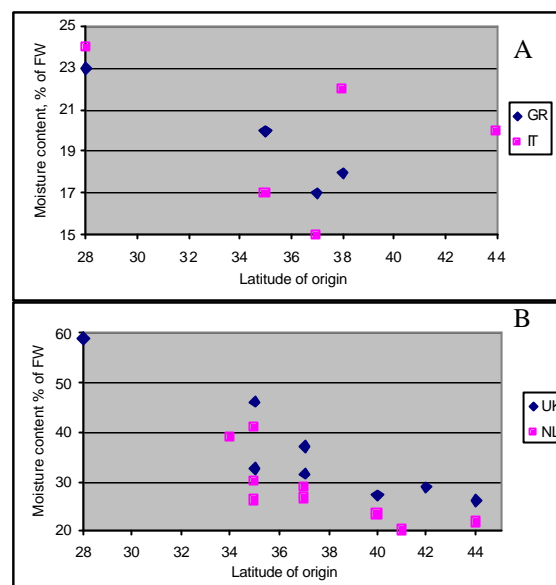 A
25
23
21
19
17
15
Moisture content, % of FW
28 30 32 34 36 38 40 42 44
Latitude of origin
GR
IT
B
60
50
40
30
20
Moisture content % of FW
28 30 32 34 36 38 40 42 44
Latitude of origin
UK
NL